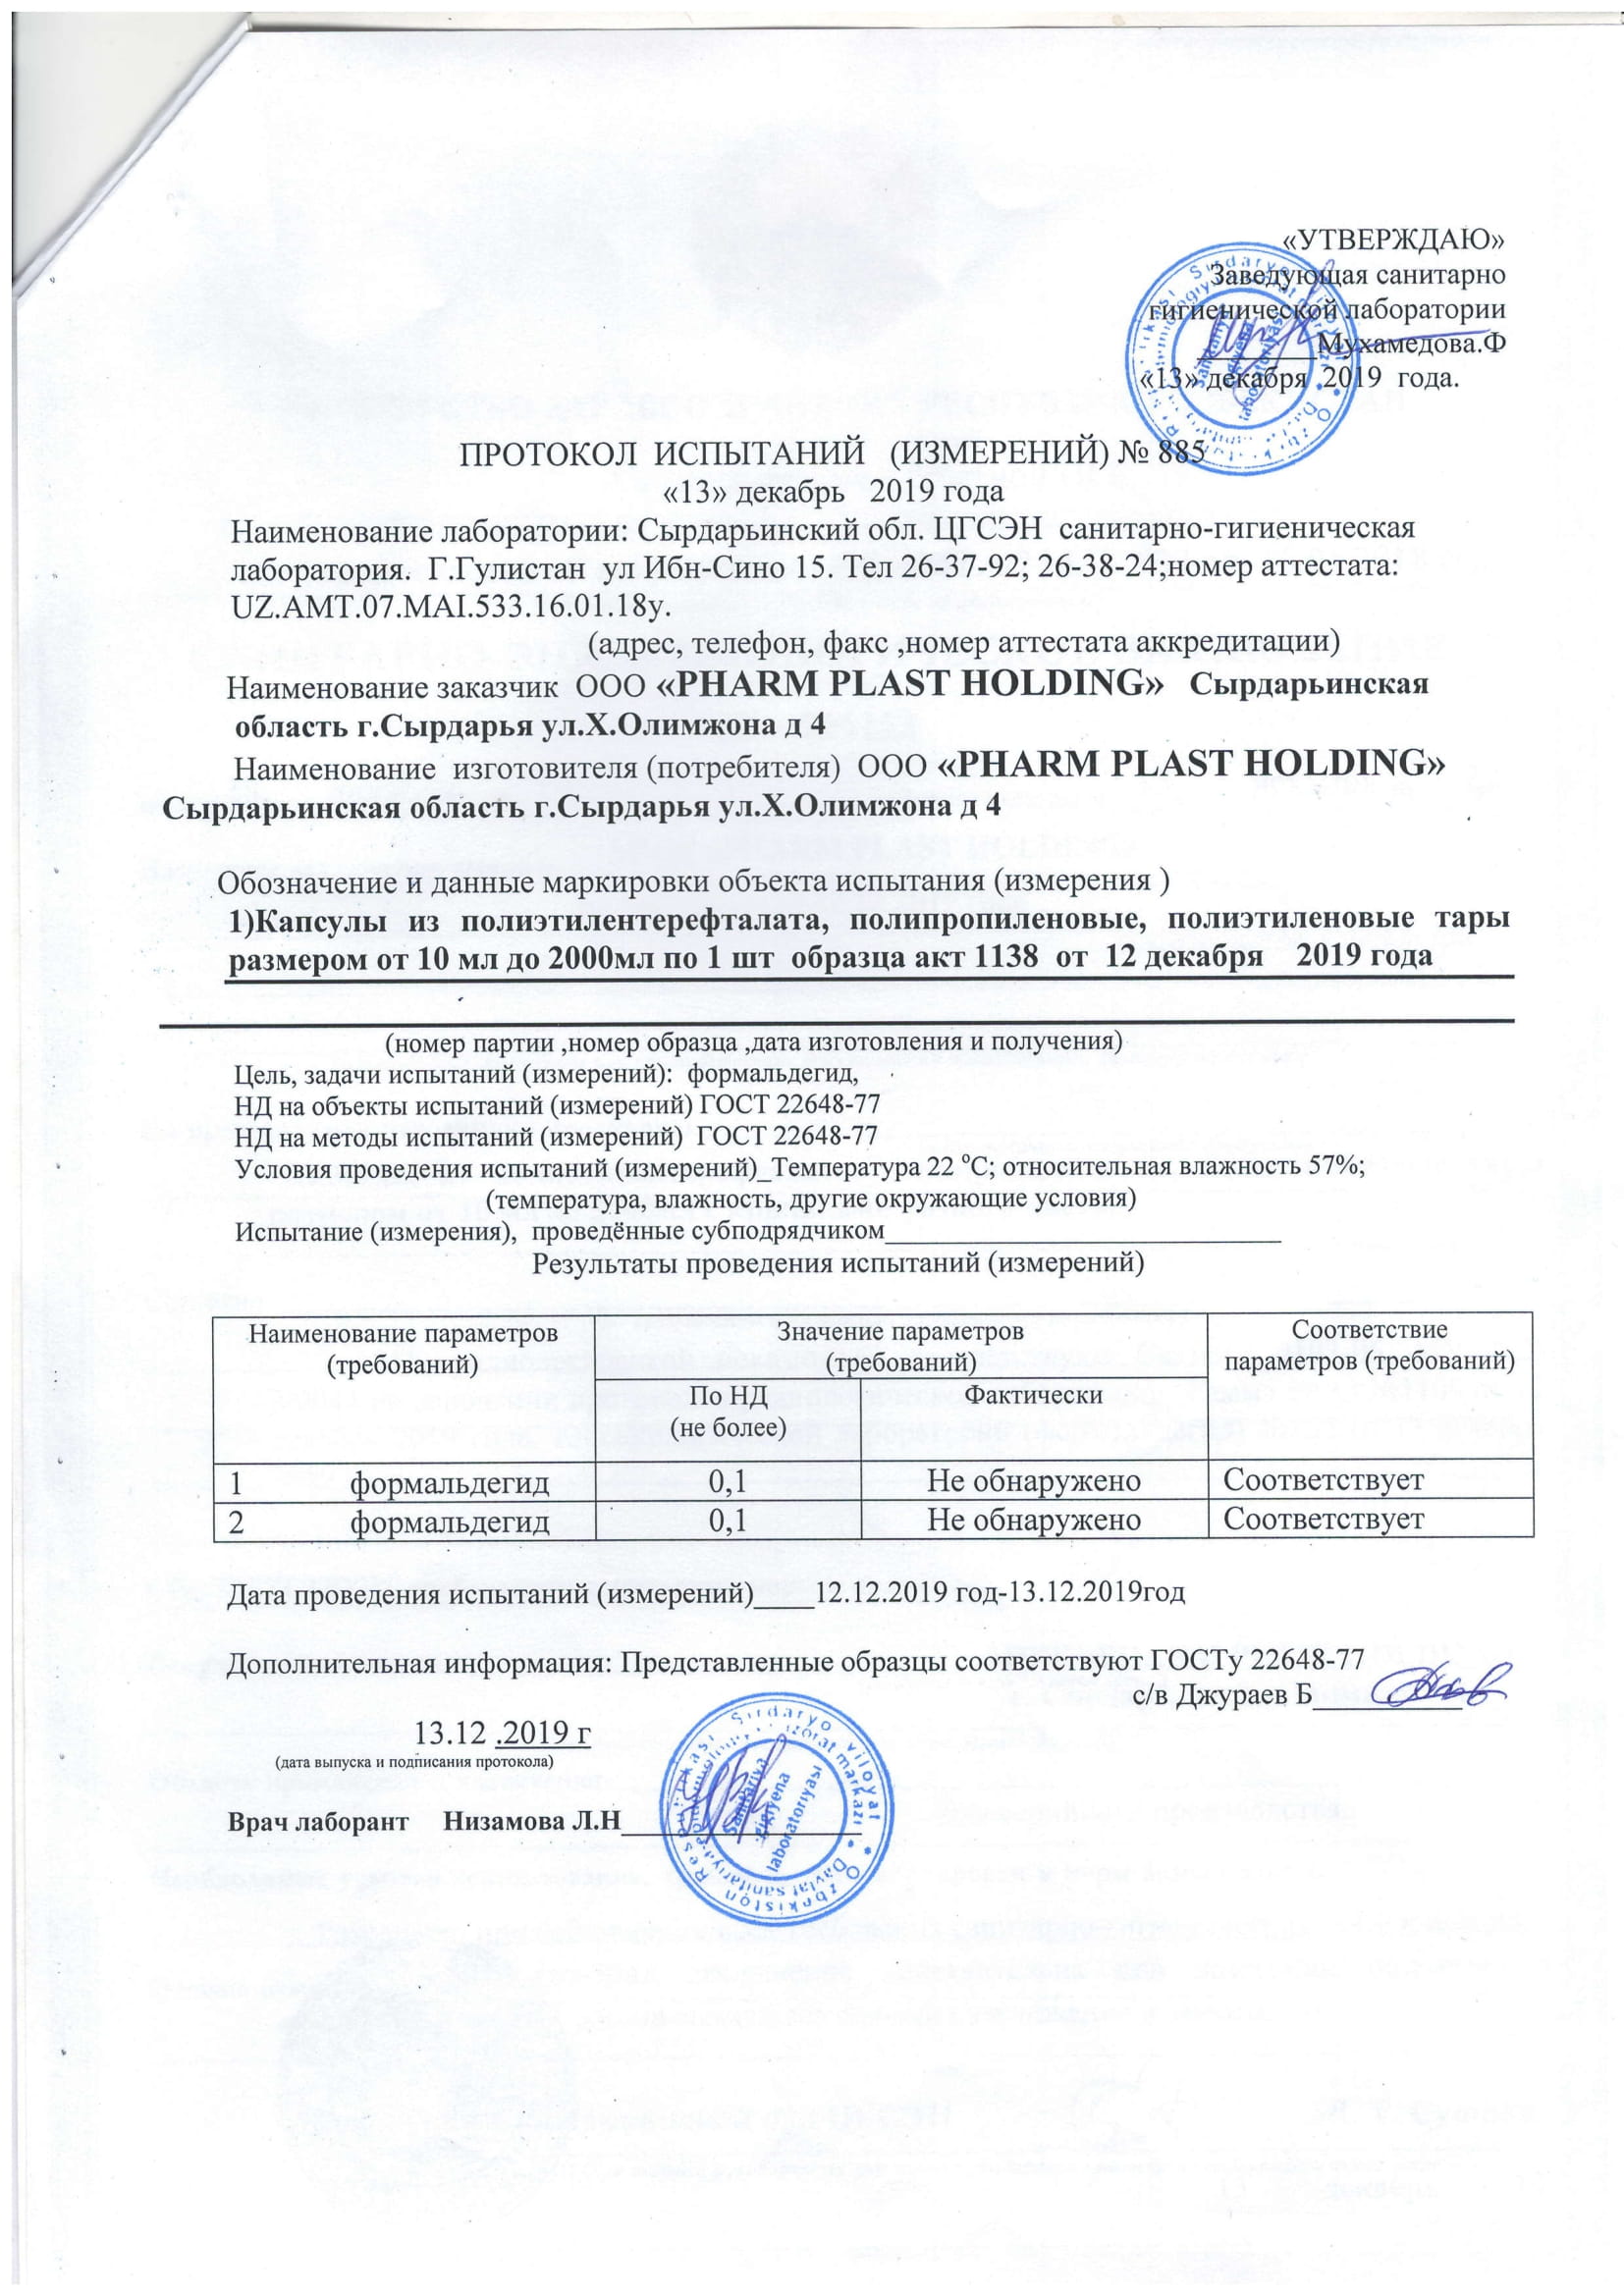 «УТВЕРЖДАЮ»
Заведующая санитарно
гигиенической лаборатории
________Мухамедова.Ф
«13» декабря 2019 года.
ПРОТОКОЛ ИСПЫТАНИЙ (ИЗМЕРЕНИЙ) № 885
«13» декабрь 2019 года
Наименование лаборатории: Сырдарьинский обл. ЦГСЭН санитарно-гигиеническая
лаборатория. Г.Гулистан ул Ибн-Сино 15. Тел 26-37-92; 26-38-24;номер аттестата:
UZ.AMT.07.MAI.533.16.01.18y.
(адрес, телефон, факс ,номер аттестата аккредитации)
Наименование заказчик ООО «PHARM PLAST HOLDING» Сырдарьинская
область г.Сырдарья ул.Х.Олимжона д 4
Наименование изготовителя (потребителя) ООО «PHARM PLAST HOLDING»
Сырдарьинская область г.Сырдарья ул.Х.Олимжона д 4
Обозначение и данные маркировки объекта испытания (измерения )
1)Капсулы из полиэтилентерефталата, полипропиленовые, полиэтиленовые тары
размером от 10 мл до 2000мл по 1 шт образца акт 1138 от 12 декабря 2019 года
(номер партии ,номер образца ,дата изготовления и получения)
Цель, задачи испытаний (измерений): формальдегид,
НД на объекты испытаний (измерений) ГОСТ 22648-77
НД на методы испытаний (измерений) ГОСТ 22648-77
Условия проведения испытаний (измерений)_Температура 22 ºС; относительная влажность 57%;
(температура, влажность, другие окружающие условия)
Испытание (измерения), проведённые субподрядчиком____________________________
Результаты проведения испытаний (измерений)
Наименование параметров (требований) Значение параметров (требований) Соответствие параметров (требований)
По НД (не более) Фактически
1 формальдегид 0,1 Не обнаружено Соответствует
2 формальдегид 0,1 Не обнаружено Соответствует
Дата проведения испытаний (измерений)____12.12.2019 год-13.12.2019год
Дополнительная информация: Представленные образцы соответствуют ГОСТу 22648-77
с/в Джураев Б__________
13.12 .2019 г
(дата выпуска и подписания протокола)
Врач лаборант Низамова Л.Н________________
O'zbekiston Respublikasi Sirdaryo viloyat
Davlat sanitariya-epidemiologiya nazorat markazi
Sanitariya
gigiyena
laboratoriyasi